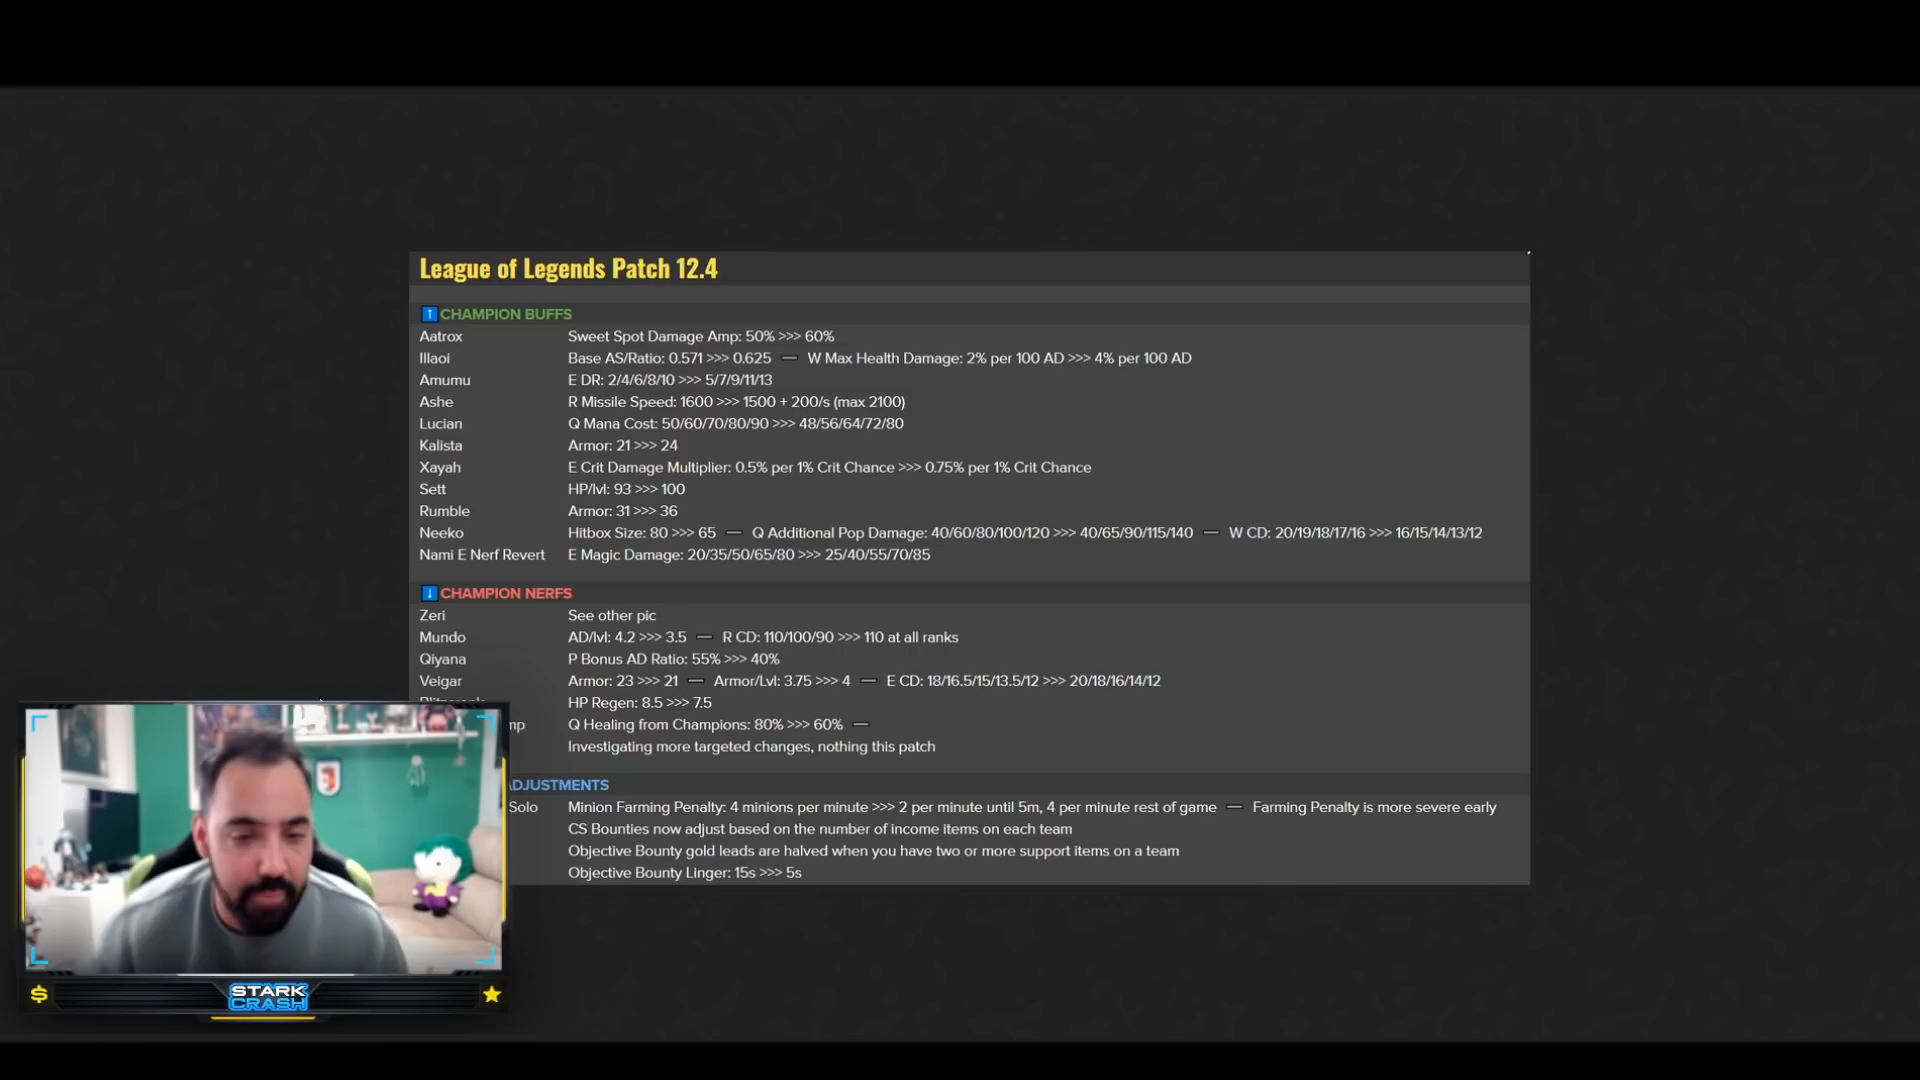 League of Legends Patch 12.4
↑ CHAMPION BUFFS
Aatrox Sweet Spot Damage Amp: 50% >>> 60%
Illaoi Base AS/Ratio: 0.571 >>> 0.625 — W Max Health Damage: 2% per 100 AD >>> 4% per 100 AD
Amumu E DR: 2/4/6/8/10 >>> 5/7/9/11/13
Ashe R Missile Speed: 1600 >>> 1500 + 200/s (max 2100)
Lucian Q Mana Cost: 50/60/70/80/90 >>> 48/56/64/72/80
Kalista Armor: 21 >>> 24
Xayah E Crit Damage Multiplier: 0.5% per 1% Crit Chance >>> 0.75% per 1% Crit Chance
Sett HP/lvl: 93 >>> 100
Rumble Armor: 31 >>> 36
Neeko Hitbox Size: 80 >>> 65 — Q Additional Pop Damage: 40/60/80/100/120 >>> 40/65/90/115/140 — W CD: 20/19/18/17/16 >>> 16/15/14/13/12
Nami E Nerf Revert E Magic Damage: 20/35/50/65/80 >>> 25/40/55/70/85
↓ CHAMPION NERFS
Zeri See other pic
Mundo AD/lvl: 4.2 >>> 3.5 — R CD: 110/100/90 >>> 110 at all ranks
Qiyana P Bonus AD Ratio: 55% >>> 40%
Veigar Armor: 23 >>> 21 — Armor/Lvl: 3.75 >>> 4 — E CD: 18/16.5/15/13.5/12 >>> 20/18/16/14/12
HP Regen: 8.5 >>> 7.5
mp Q Healing from Champions: 80% >>> 60% —
Investigating more targeted changes, nothing this patch
ADJUSTMENTS
Solo Minion Farming Penalty: 4 minions per minute >>> 2 per minute until 5m, 4 per minute rest of game — Farming Penalty is more severe early
CS Bounties now adjust based on the number of income items on each team
Objective Bounty gold leads are halved when you have two or more support items on a team
Objective Bounty Linger: 15s >>> 5s
$ STARK
CRASH